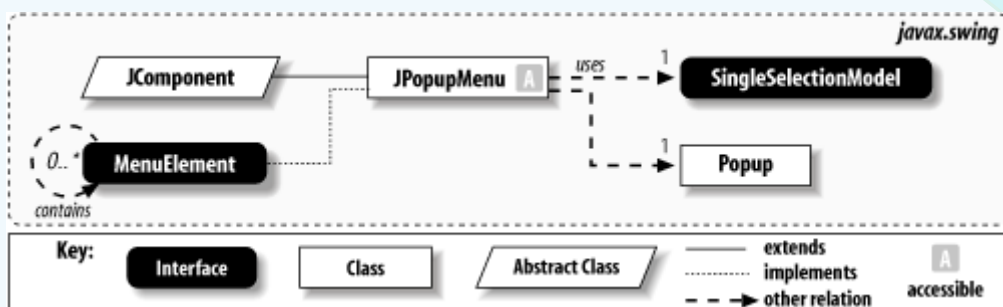 javax.swing
JComponent
JPopupMenu
A
uses
1
SingleSelectionModel
0..*
MenuElement
contains
1
Popup
Key:
Interface
Class
Abstract Class
extends
implements
other relation
A
accessible